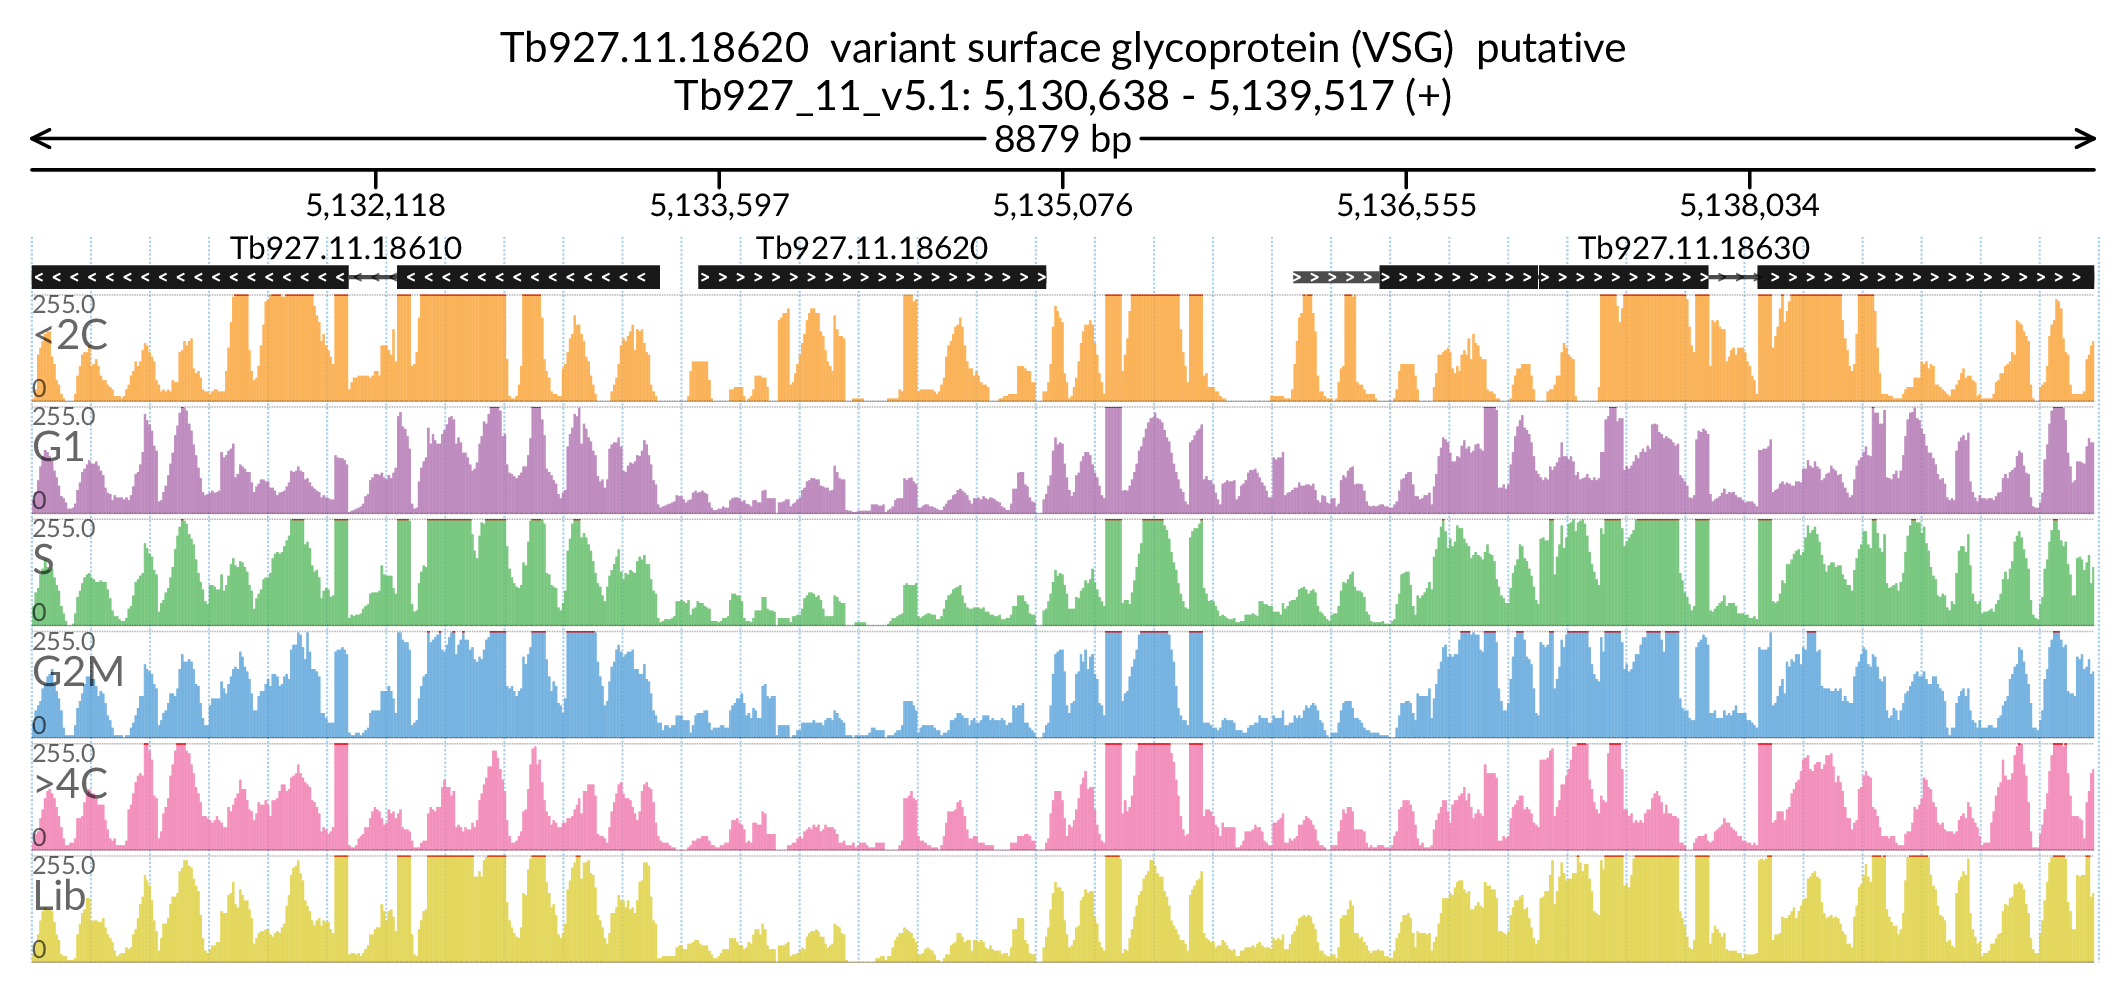 Tb927.11.18620 variant surface glycoprotein (VSG) putative
Tb927_11_v5.1: 5,130,638 - 5,139,517 (+)
8879 bp
5,132,118 5,133,597 5,135,076 5,136,555 5,138,034
Tb927.11.18610 Tb927.11.18620 Tb927.11.18630
255.0
<2C
0
255.0
G1
0
255.0
S
0
255.0
G2M
0
255.0
>4C
0
255.0
Lib
0